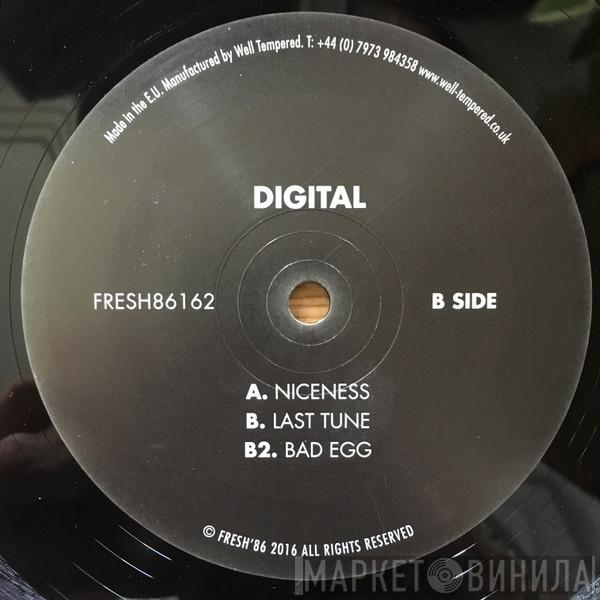 Made in the E.U. Manufactured by Well Tempered. T: +44 (0) 7973 984358 www.well-tempered.co.uk
DIGITAL
FRESH86162
B SIDE
A. NICENESS
B. LAST TUNE
B2. BAD EGG
© FRESH'86 2016 ALL RIGHTS RESERVED
МАРКЕТ ВИНИЛА